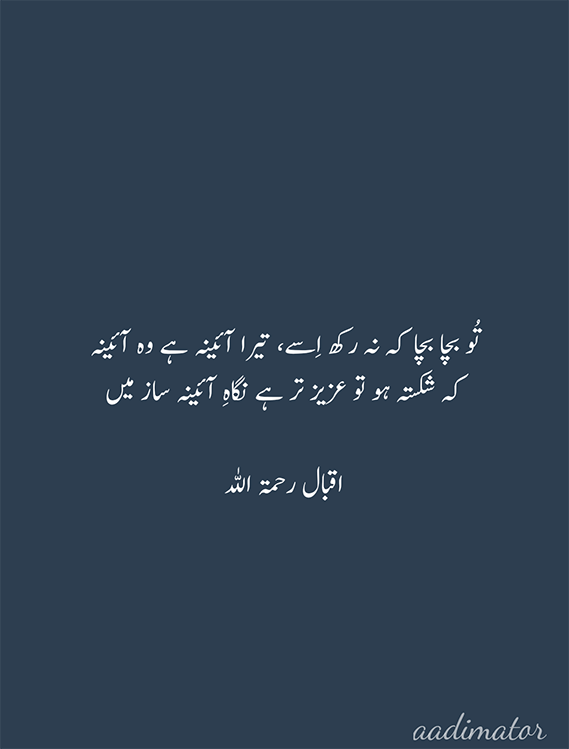 تُو بچا بچا کہ نہ رکھ اِسے، تیرا آئینہ ہے وہ آئینہ
کہ شکستہ ہو تو عزیز تر ہے نگاہِ آئینہ ساز میں
اقبال رحمۃ اللہ
aadimator